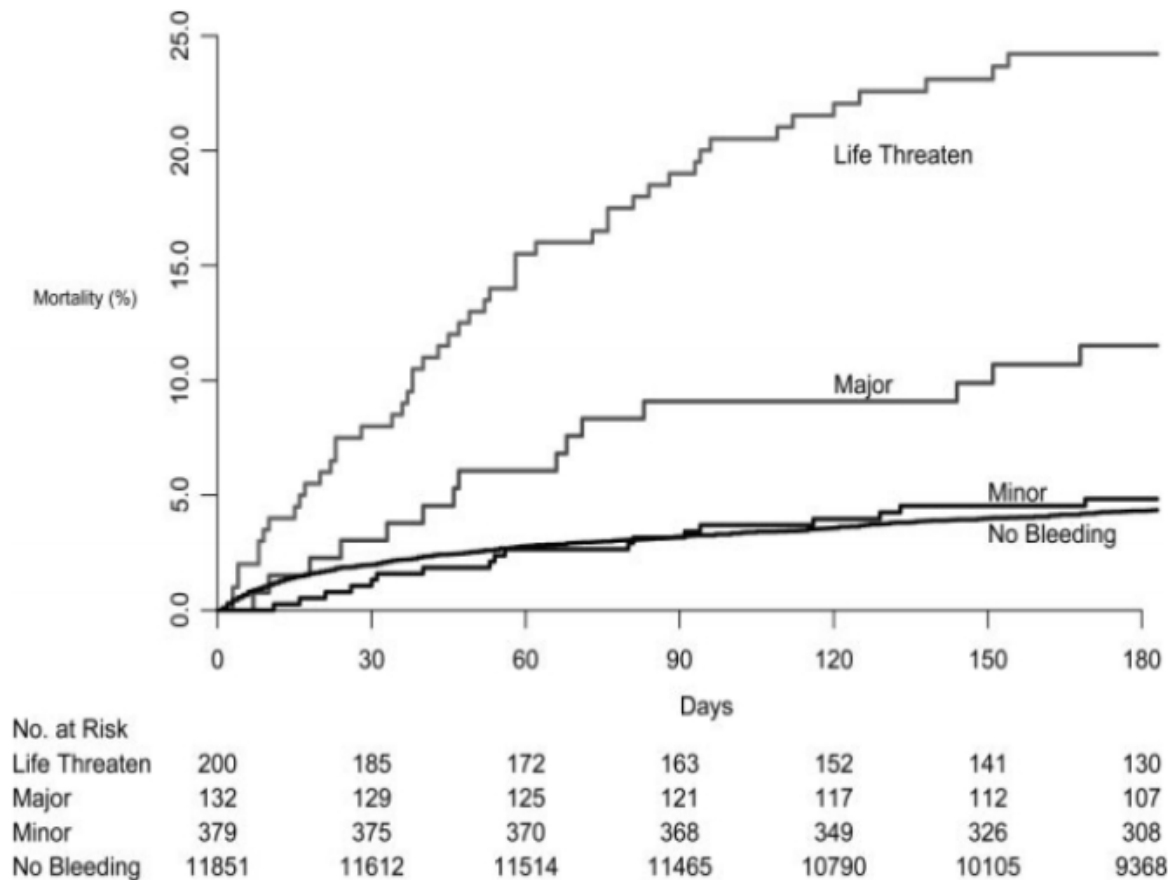 25.0
20.0
Life Threaten
15.0
Mortality (%)
10.0
Major
5.0
Minor
No Bleeding
0.0
0 30 60 90 120 150 180
Days
No. at Risk
Life Threaten 200 185 172 163 152 141 130
Major 132 129 125 121 117 112 107
Minor 379 375 370 368 349 326 308
No Bleeding 11851 11612 11514 11465 10790 10105 9368